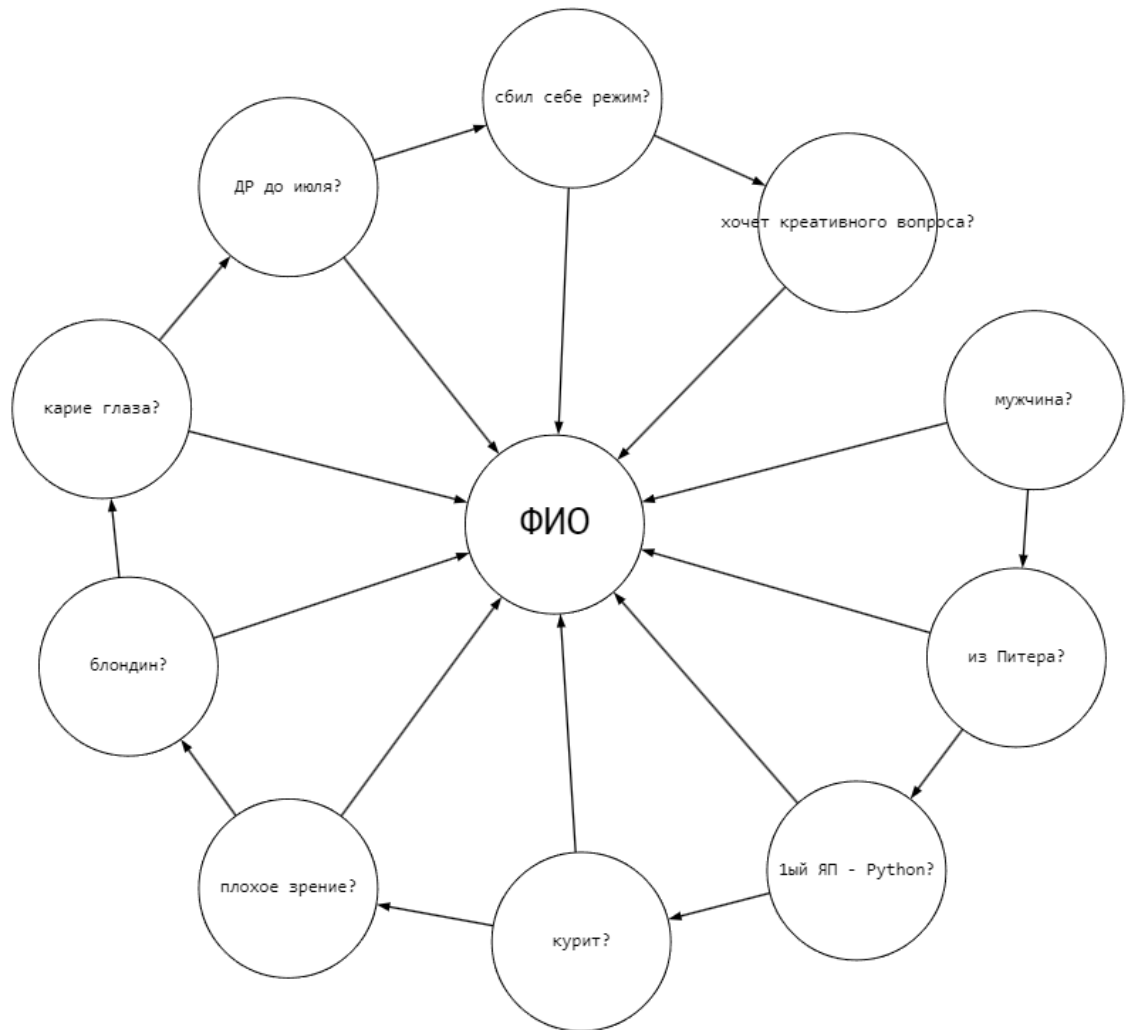 сбил себе режим?
ДР до июля?
хочет креативного вопроса?
мужчина?
карие глаза?
ФИО
из Питера?
блондин?
1ый ЯП - Python?
плохое зрение?
курит?